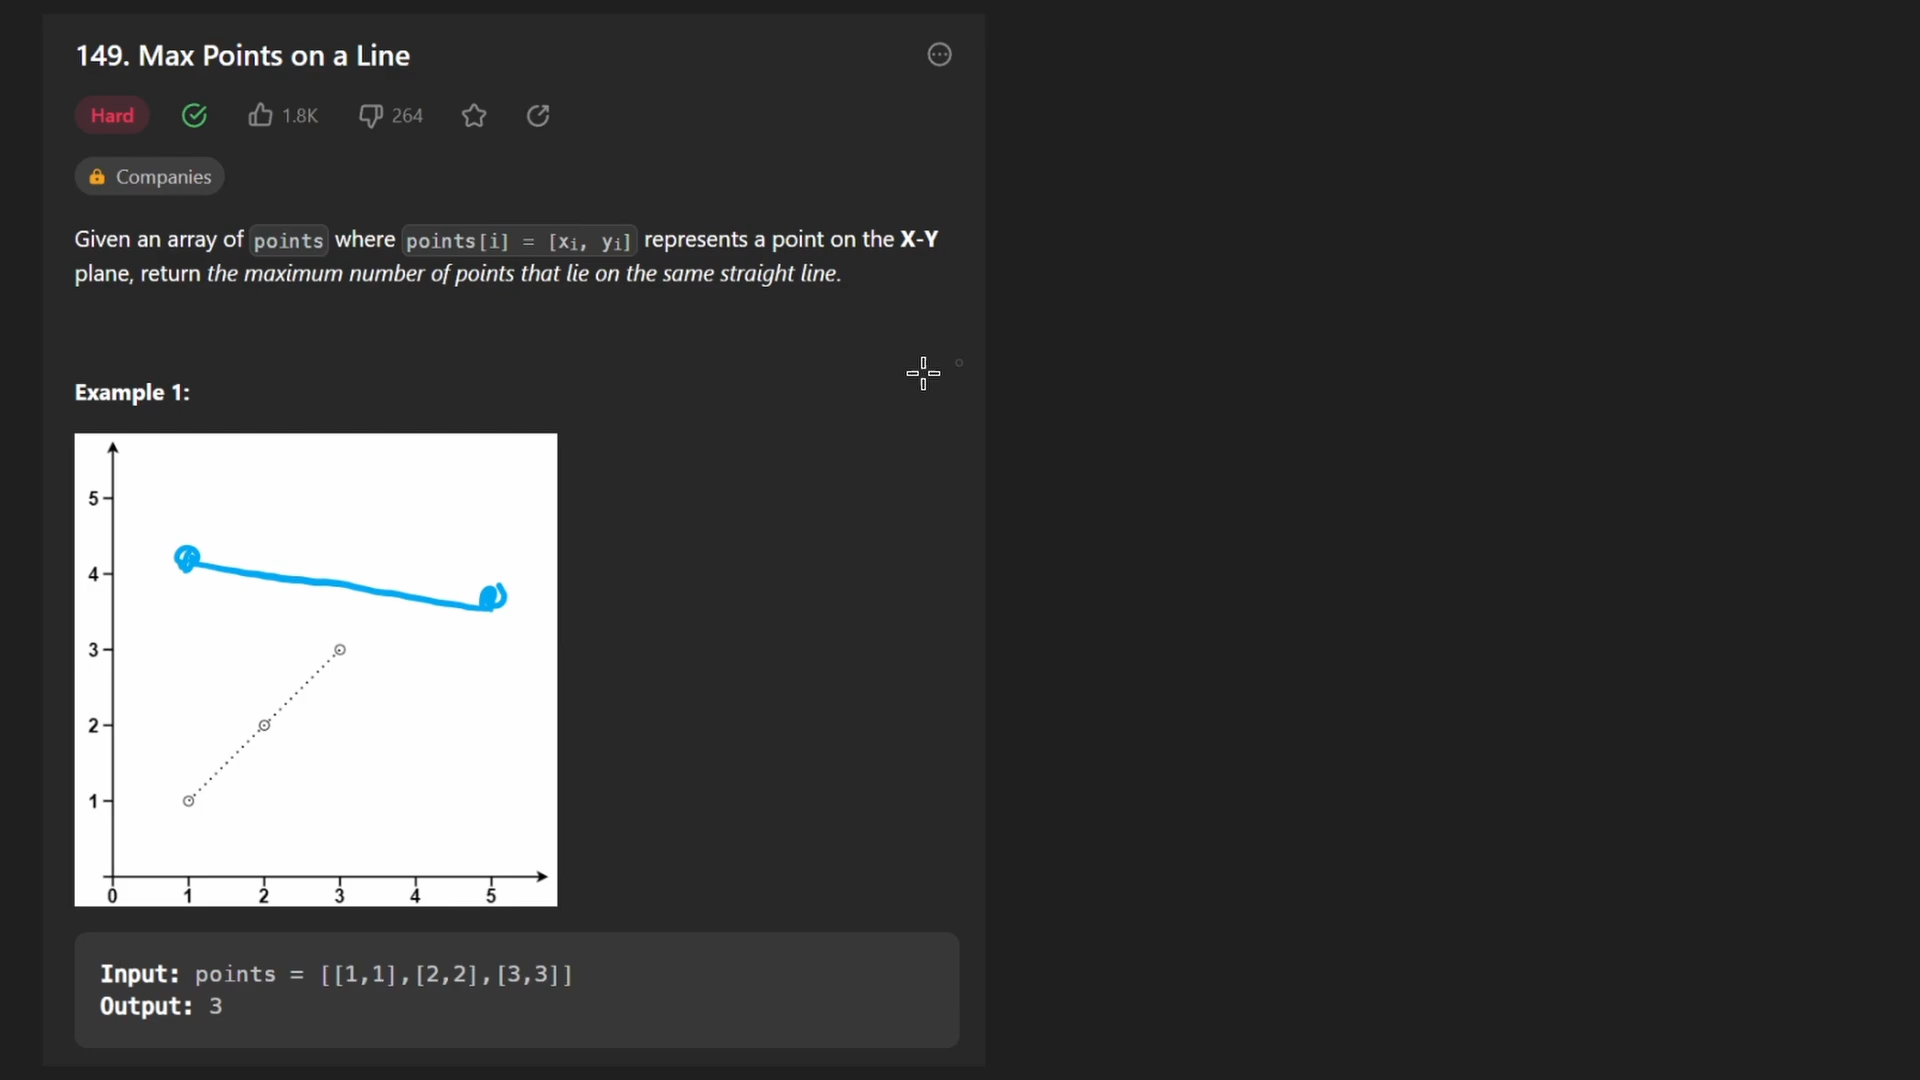 149. Max Points on a Line
Hard 1.8K 264
Companies
Given an array of points where points[i] = [xi, yi] represents a point on the X-Y
plane, return the maximum number of points that lie on the same straight line.
Example 1:
5
4
3
2
1
0 1 2 3 4 5
Input: points = [[1,1],[2,2],[3,3]]
Output: 3